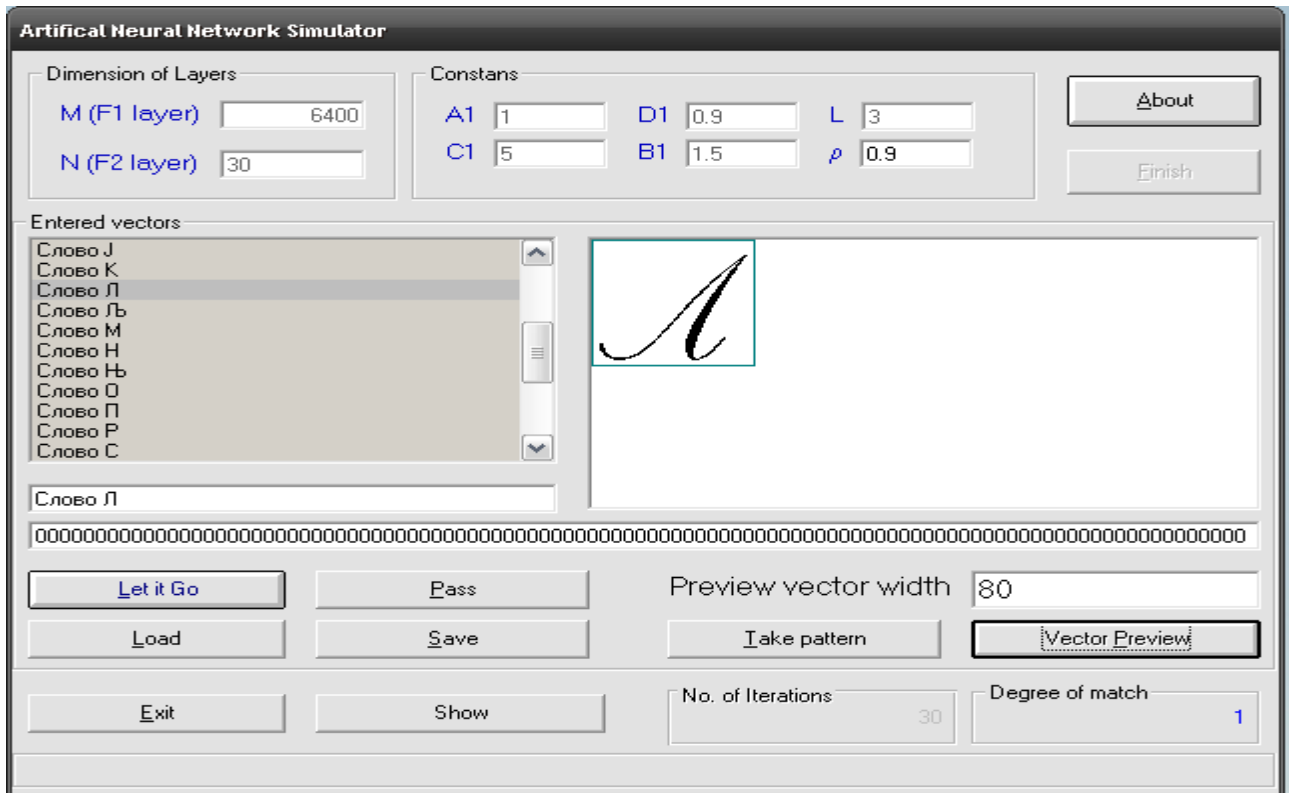 Artifical Neural Network Simulator
Dimension of Layers
M (F1 layer) 6400
N (F2 layer) 30
Constans
A1 1 D1 0.9 L 3
C1 5 B1 1.5 ρ 0.9
About
Finish
Entered vectors
Слово Ј
Слово К
Слово Л
Слово Љ
Слово М
Слово Н
Слово Њ
Слово О
Слово П
Слово Р
Слово С
Л
Слово Л
0000000000000000000000000000000000000000000000000000000000000000000000000000000000000000000000000000
Let it Go Pass Preview vector width 80
Load Save Take pattern Vector Preview
Exit Show
No. of Iterations 30
Degree of match 1